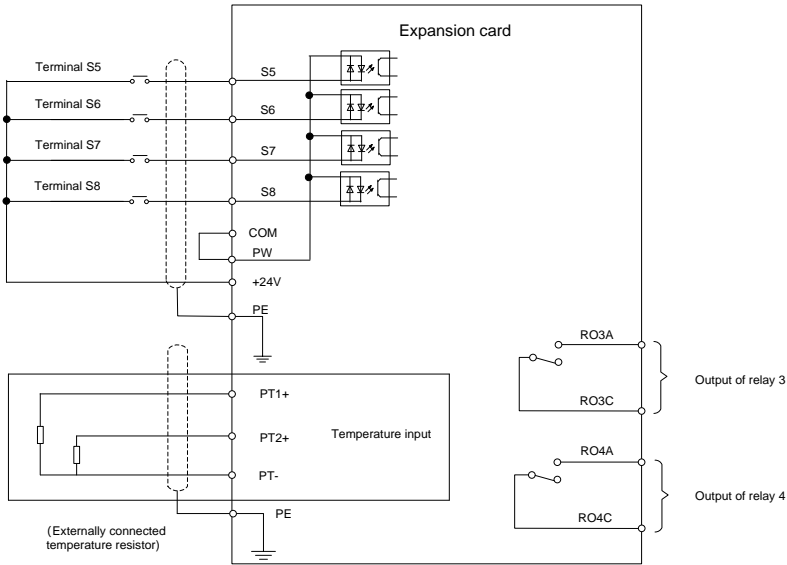 Expansion card
Terminal S5
S5
Terminal S6
S6
Terminal S7
S7
Terminal S8
S8
COM
PW
+24V
PE
RO3A
Output of relay 3
RO3C
PT1+
PT2+
Temperature input
PT-
RO4A
Output of relay 4
RO4C
PE
(Externally connected
temperature resistor)